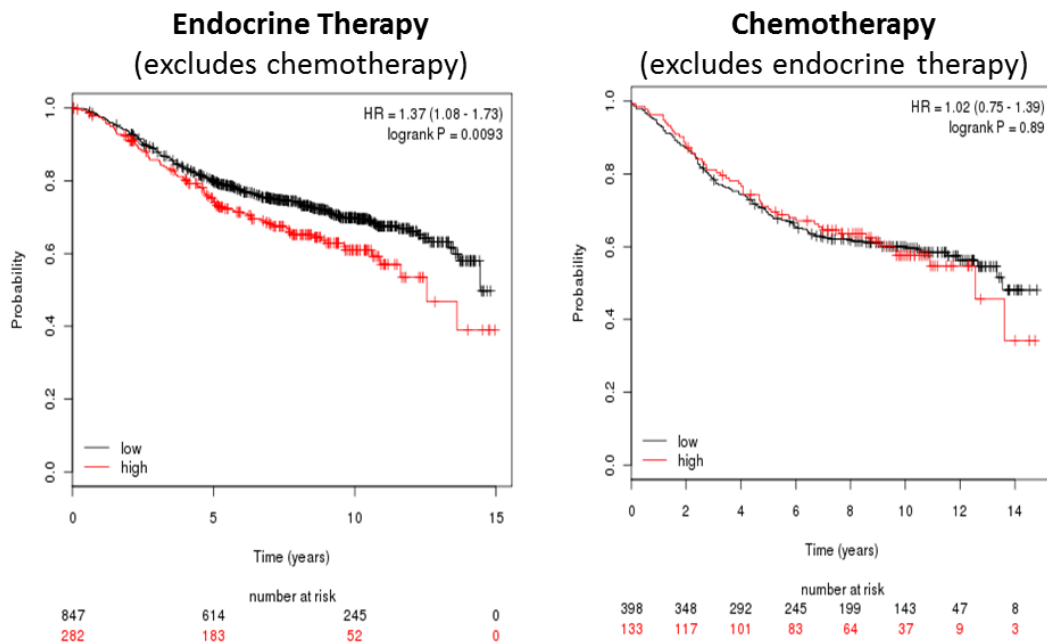 Endocrine Therapy
(excludes chemotherapy)
HR = 1.37 (1.08 - 1.73)
logrank P = 0.0093
1.0
0.8
0.6
0.4
0.2
0.0
Probability
low
high
0 5 10 15
Time (years)
number at risk
847 614 245 0
282 183 52 0
Chemotherapy
(excludes endocrine therapy)
HR = 1.02 (0.75 - 1.39)
logrank P = 0.89
1.0
0.8
0.6
0.4
0.2
0.0
Probability
low
high
0 2 4 6 8 10 12 14
Time (years)
number at risk
398 348 292 245 199 143 47 8
133 117 101 83 64 37 9 3